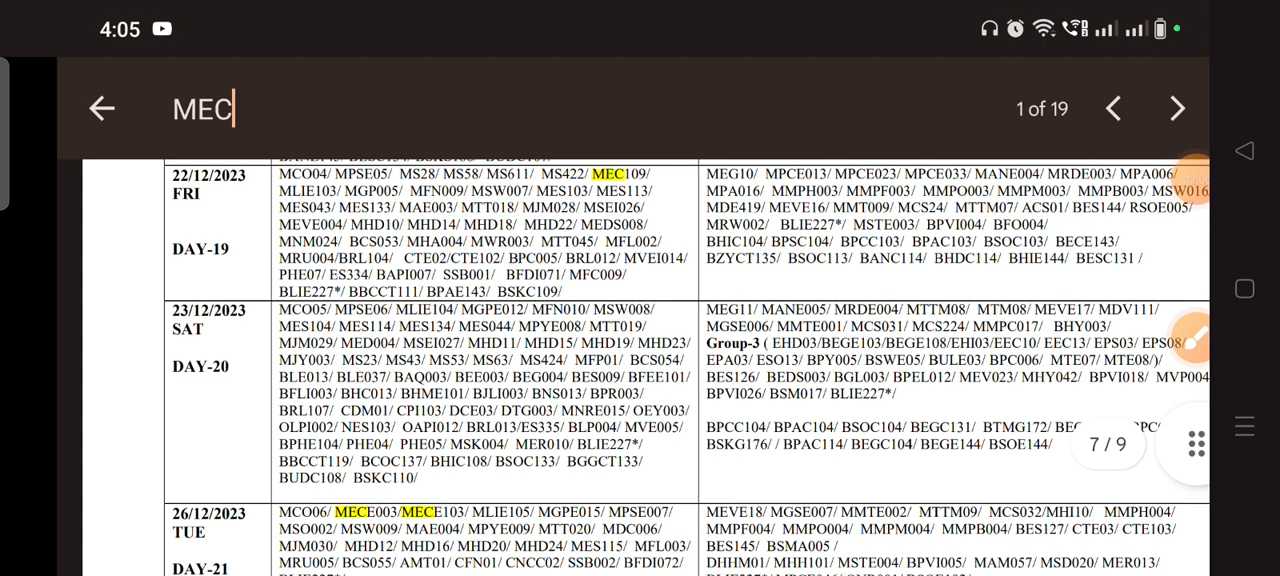 4:05
MEC
1 of 19
22/12/2023
FRI
DAY-19
MCO04/ MPSE05/ MS28/ MS58/ MS611/ MS422/ MEC109/
MLIE103/ MGP005/ MFN009/ MSW007/ MES103/ MES113/
MES043/ MES133/ MAE003/ MTT018/ MJM028/ MSEI026/
MEVE004/ MHD10/ MHD14/ MHD18/ MHD22/ MEDS008/
MNM024/ BCS053/ MHA004/ MWR003/ MTT045/ MFL002/
MRU004/BRL104/ CTE02/CTE102/ BPC005/ BRL012/ MVEI014/
PHE07/ ES334/ BAPI007/ SSB001/ BFDI071/ MFC009/
BLIE227*/ BBCCT111/ BPAE143/ BSKC109/
MEG10/ MPCE013/ MPCE023/ MPCE033/ MANE004/ MRDE003/ MPA006/
MPA016/ MMPH003/ MMPF003/ MMPO003/ MMPM003/ MMPB003/ MSW016
MDE419/ MEVE16/ MMT009/ MCS24/ MTTM07/ ACS01/ BES144/ RSOE005/
MRW002/ BLIE227*/ MSTE003/ BPVI004/ BFO004/
BHIC104/ BPSC104/ BPCC103/ BPAC103/ BSOC103/ BECE143/
BZYCT135/ BSOC113/ BANC114/ BHDC114/ BHIE144/ BESC131 /
23/12/2023
SAT
DAY-20
MCO05/ MPSE06/ MLIE104/ MGPE012/ MFN010/ MSW008/
MES104/ MES114/ MES134/ MES044/ MPYE008/ MTT019/
MJM029/ MED004/ MSEI027/ MHD11/ MHD15/ MHD19/ MHD23/
MJY003/ MS23/ MS43/ MS53/ MS63/ MS424/ MFP01/ BCS054/
BLE013/ BLE037/ BAQ003/ BEE003/ BEG004/ BES009/ BFEE101/
BFLI003/ BHC013/ BHME101/ BJLI003/ BNS013/ BPR003/
BRL107/ CDM01/ CPI103/ DCE03/ DTG003/ MNRE015/ OEY003/
OLPI002/ NES103/ OAPI012/ BRL013/ES335/ BLP004/ MVE005/
BPHE104/ PHE04/ PHE05/ MSK004/ MER010/ BLIE227*/
BBCCT119/ BCOC137/ BHIC108/ BSOC133/ BGGCT133/
BUDC108/ BSKC110/
MEG11/ MANE005/ MRDE004/ MTTM08/ MTM08/ MEVE17/ MDV111/
MGSE006/ MMTE001/ MCS031/ MCS224/ MMPC017/ BHY003/
Group-3 ( EHD03/BEGE103/BEGE108/EHI03/EEC10/ EEC13/ EPS03/ EPS08/
EPA03/ ESO13/ BPY005/ BSWE05/ BULE03/ BPC006/ MTE07/ MTE08/)/
BES126/ BEDS003/ BGL003/ BPEL012/ MEV023/ MHY042/ BPVI018/ MVP004
BPVI026/ BSM017/ BLIE227*/
BPCC104/ BPAC104/ BSOC104/ BEGC131/ BTMG172/
BSKG176/ / BPAC114/ BEGC104/ BEGE144/ BSOE144/
7 / 9
26/12/2023
TUE
DAY-21
MCO06/ MECE003/MECE103/ MLIE105/ MGPE015/ MPSE007/
MSO002/ MSW009/ MAE004/ MPYE009/ MTT020/ MDC006/
MJM030/ MHD12/ MHD16/ MHD20/ MHD24/ MES115/ MFL003/
MRU005/ BCS055/ AMT01/ CFN01/ CNCC02/ SSB002/ BFDI072/
MEVE18/ MGSE007/ MMTE002/ MTTM09/ MCS032/MHI10/ MMPH004/
MMPF004/ MMPO004/ MMPM004/ MMPB004/ BES127/ CTE03/ CTE103/
BES145/ BSMA005 /
DHHM01/ MHH101/ MSTE004/ BPVI005/ MAM057/ MSD020/ MER013/